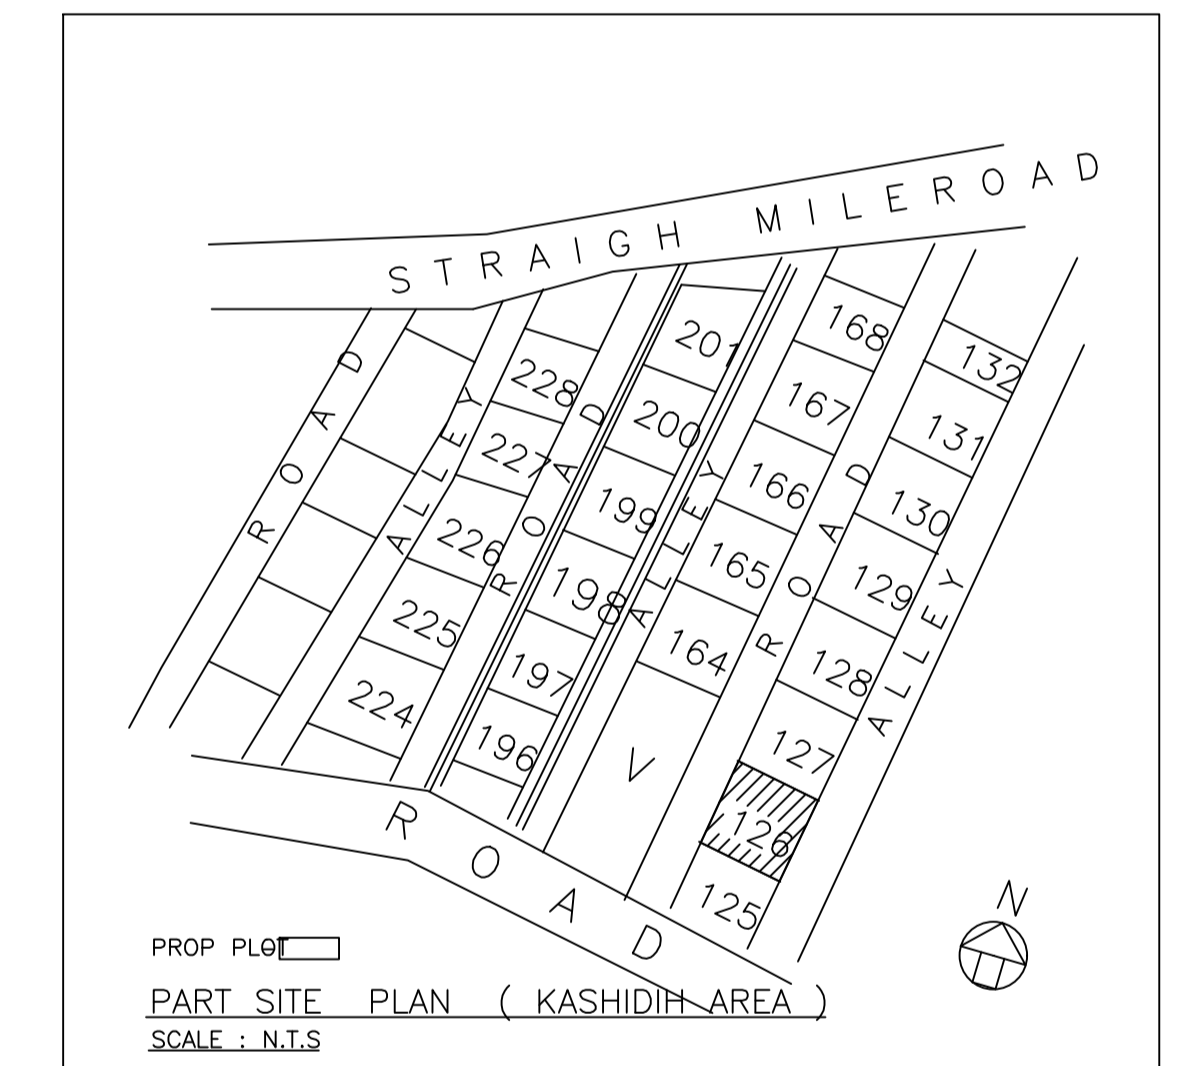 STRAIGH MILEROAD
ROAD
ALLEY
228
227
226
225
224
ROAD
201
200
199
198
197
196
ALLEY
168
167
166
165
164
V
ROAD
132
131
130
129
128
127
126
125
ALLEY
ROAD
N
PROP PLOT
PART SITE PLAN ( KASHIDIH AREA )
SCALE : N.T.S